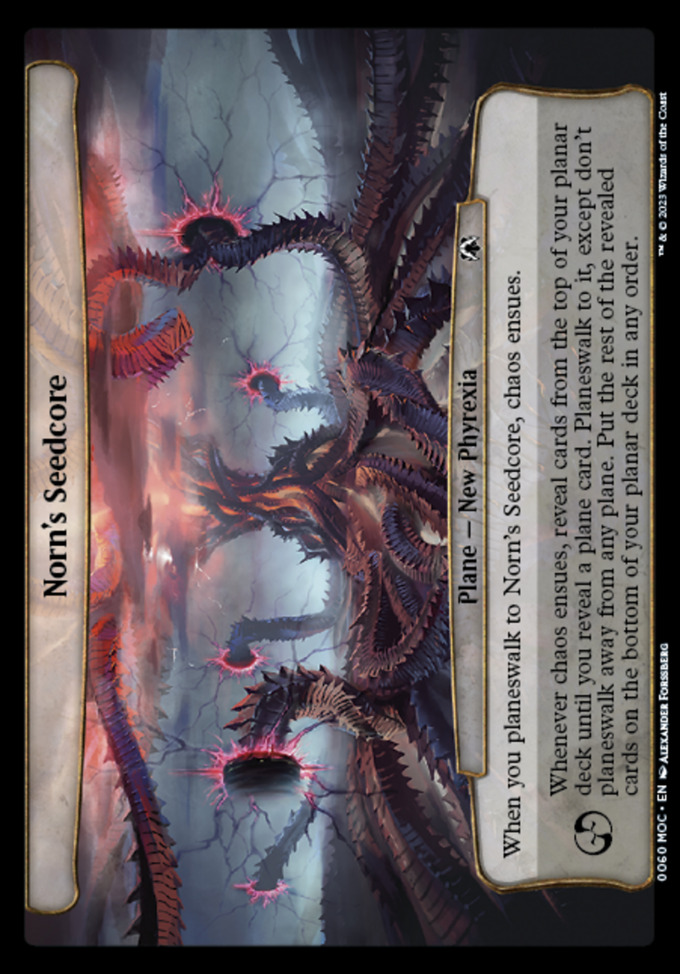 Norn's Seedcore
Plane — New Phyrexia
When you planeswalk to Norn's Seedcore, chaos ensues.
Whenever chaos ensues, reveal cards from the top of your planar
deck until you reveal a plane card. Planeswalk to it, except don't
planeswalk away from any plane. Put the rest of the revealed
cards on the bottom of your planar deck in any order.
0060 MOC • EN ALEXANDER FORSSBERG
™ & © 2023 Wizards of the Coast